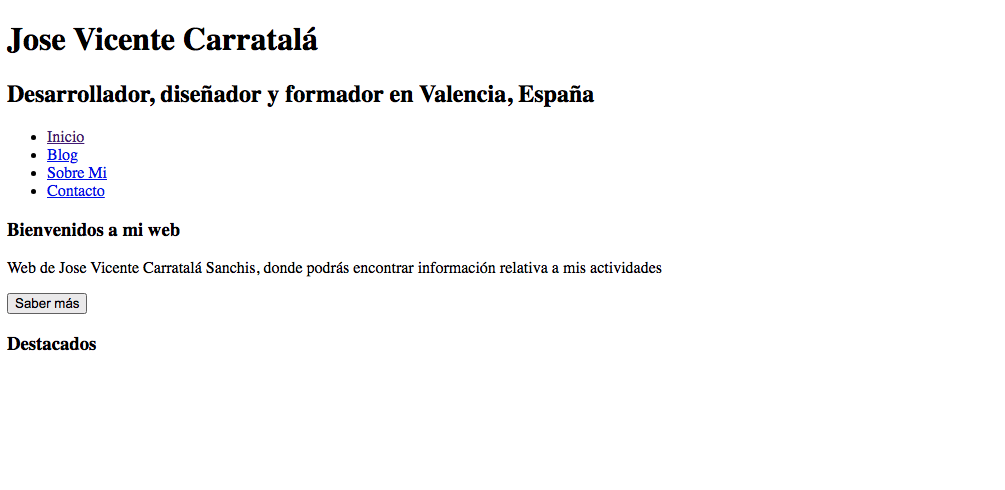 Jose Vicente Carratalá
Desarrollador, diseñador y formador en Valencia, España
Inicio
Blog
Sobre Mi
Contacto
Bienvenidos a mi web
Web de Jose Vicente Carratalá Sanchis, donde podrás encontrar información relativa a mis actividades
Saber más
Destacados